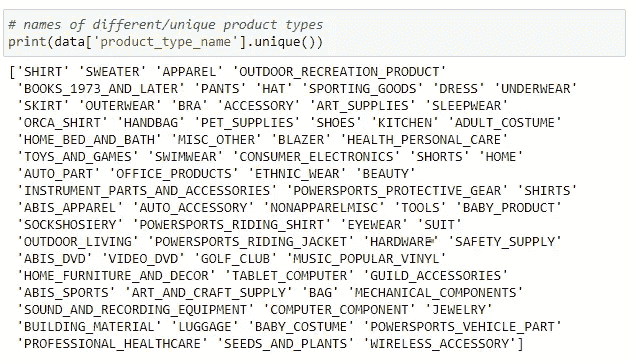 # names of different/unique product types
print(data['product_type_name'].unique())
['SHIRT' 'SWEATER' 'APPAREL' 'OUTDOOR_RECREATION_PRODUCT'
'BOOKS_1973_AND_LATER' 'PANTS' 'HAT' 'SPORTING_GOODS' 'DRESS' 'UNDERWEAR'
'SKIRT' 'OUTERWEAR' 'BRA' 'ACCESSORY' 'ART_SUPPLIES' 'SLEEPWEAR'
'ORCA_SHIRT' 'HANDBAG' 'PET_SUPPLIES' 'SHOES' 'KITCHEN' 'ADULT_COSTUME'
'HOME_BED_AND_BATH' 'MISC_OTHER' 'BLAZER' 'HEALTH_PERSONAL_CARE'
'TOYS_AND_GAMES' 'SWIMWEAR' 'CONSUMER_ELECTRONICS' 'SHORTS' 'HOME'
'AUTO_PART' 'OFFICE_PRODUCTS' 'ETHNIC_WEAR' 'BEAUTY'
'INSTRUMENT_PARTS_AND_ACCESSORIES' 'POWERSPORTS_PROTECTIVE_GEAR' 'SHIRTS'
'ABIS_APPAREL' 'AUTO_ACCESSORY' 'NONAPPARELMISC' 'TOOLS' 'BABY_PRODUCT'
'SOCKSHOSIERY' 'POWERSPORTS_RIDING_SHIRT' 'EYEWEAR' 'SUIT'
'OUTDOOR_LIVING' 'POWERSPORTS_RIDING_JACKET' 'HARDWARE' 'SAFETY_SUPPLY'
'ABIS_DVD' 'VIDEO_DVD' 'GOLF_CLUB' 'MUSIC_POPULAR_VINYL'
'HOME_FURNITURE_AND_DECOR' 'TABLET_COMPUTER' 'GUILD_ACCESSORIES'
'ABIS_SPORTS' 'ART_AND_CRAFT_SUPPLY' 'BAG' 'MECHANICAL_COMPONENTS'
'SOUND_AND_RECORDING_EQUIPMENT' 'COMPUTER_COMPONENT' 'JEWELRY'
'BUILDING_MATERIAL' 'LUGGAGE' 'BABY_COSTUME' 'POWERSPORTS_VEHICLE_PART'
'PROFESSIONAL_HEALTHCARE' 'SEEDS_AND_PLANTS' 'WIRELESS_ACCESSORY']